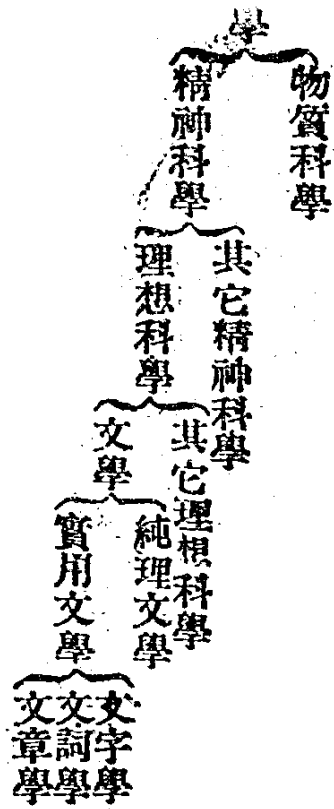 學
物質科學
精神科學
其它精神科學
理想科學
其它理想科學
文學
純理文學
實用文學
文字學
文詞學
文章學